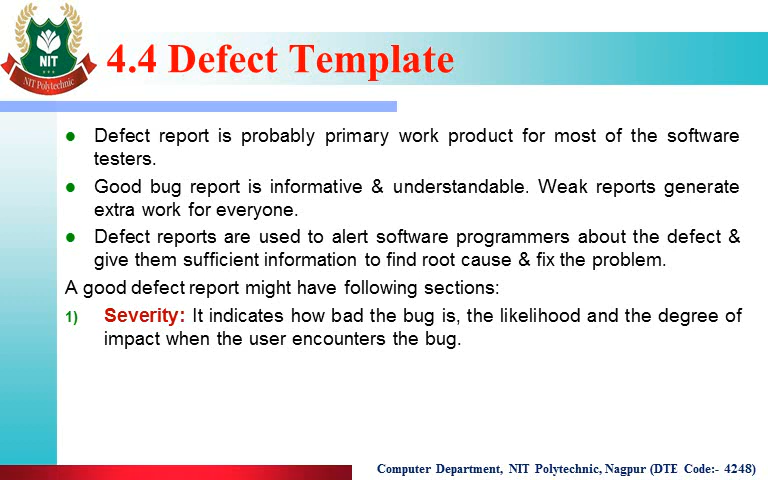 NIT
NIT Polytechnic
4.4 Defect Template
Defect report is probably primary work product for most of the software
testers.
Good bug report is informative & understandable. Weak reports generate
extra work for everyone.
Defect reports are used to alert software programmers about the defect &
give them sufficient information to find root cause & fix the problem.
A good defect report might have following sections:
1) Severity: It indicates how bad the bug is, the likelihood and the degree of
impact when the user encounters the bug.
Computer Department, NIT Polytechnic, Nagpur (DTE Code:- 4248)